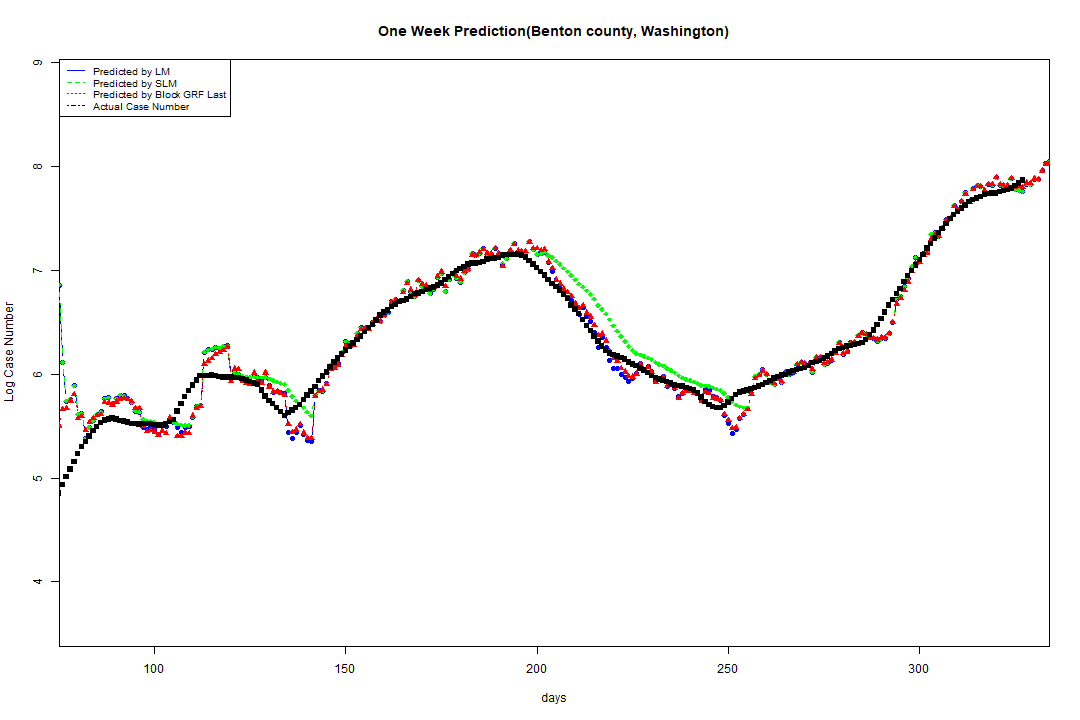 One Week Prediction(Benton county, Washington)
Predicted by LM
Predicted by SLM
Predicted by Block GRF Last
Actual Case Number
Log Case Number
9
8
7
6
5
4
100
150
200
250
300
days